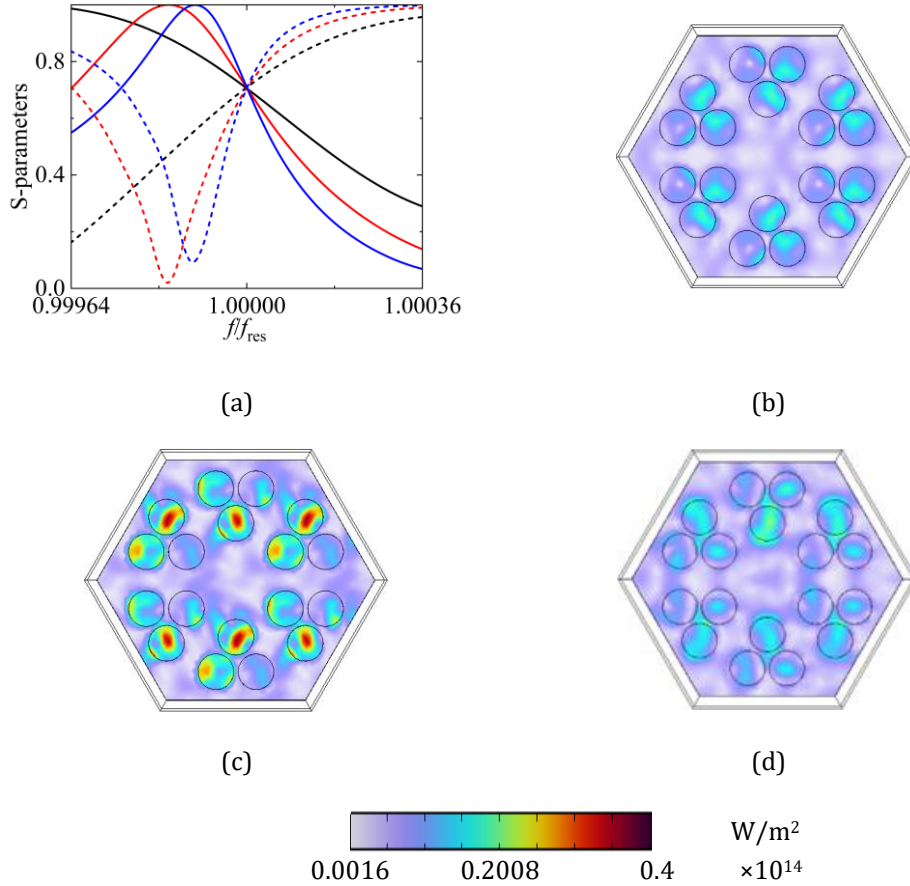 S-parameters
0.8
0.4
0.0
0.99964 1.00000 1.00036
f/fres
(a) (b)
(c) (d)
W/m²
0.0016 0.2008 0.4 ×10¹⁴